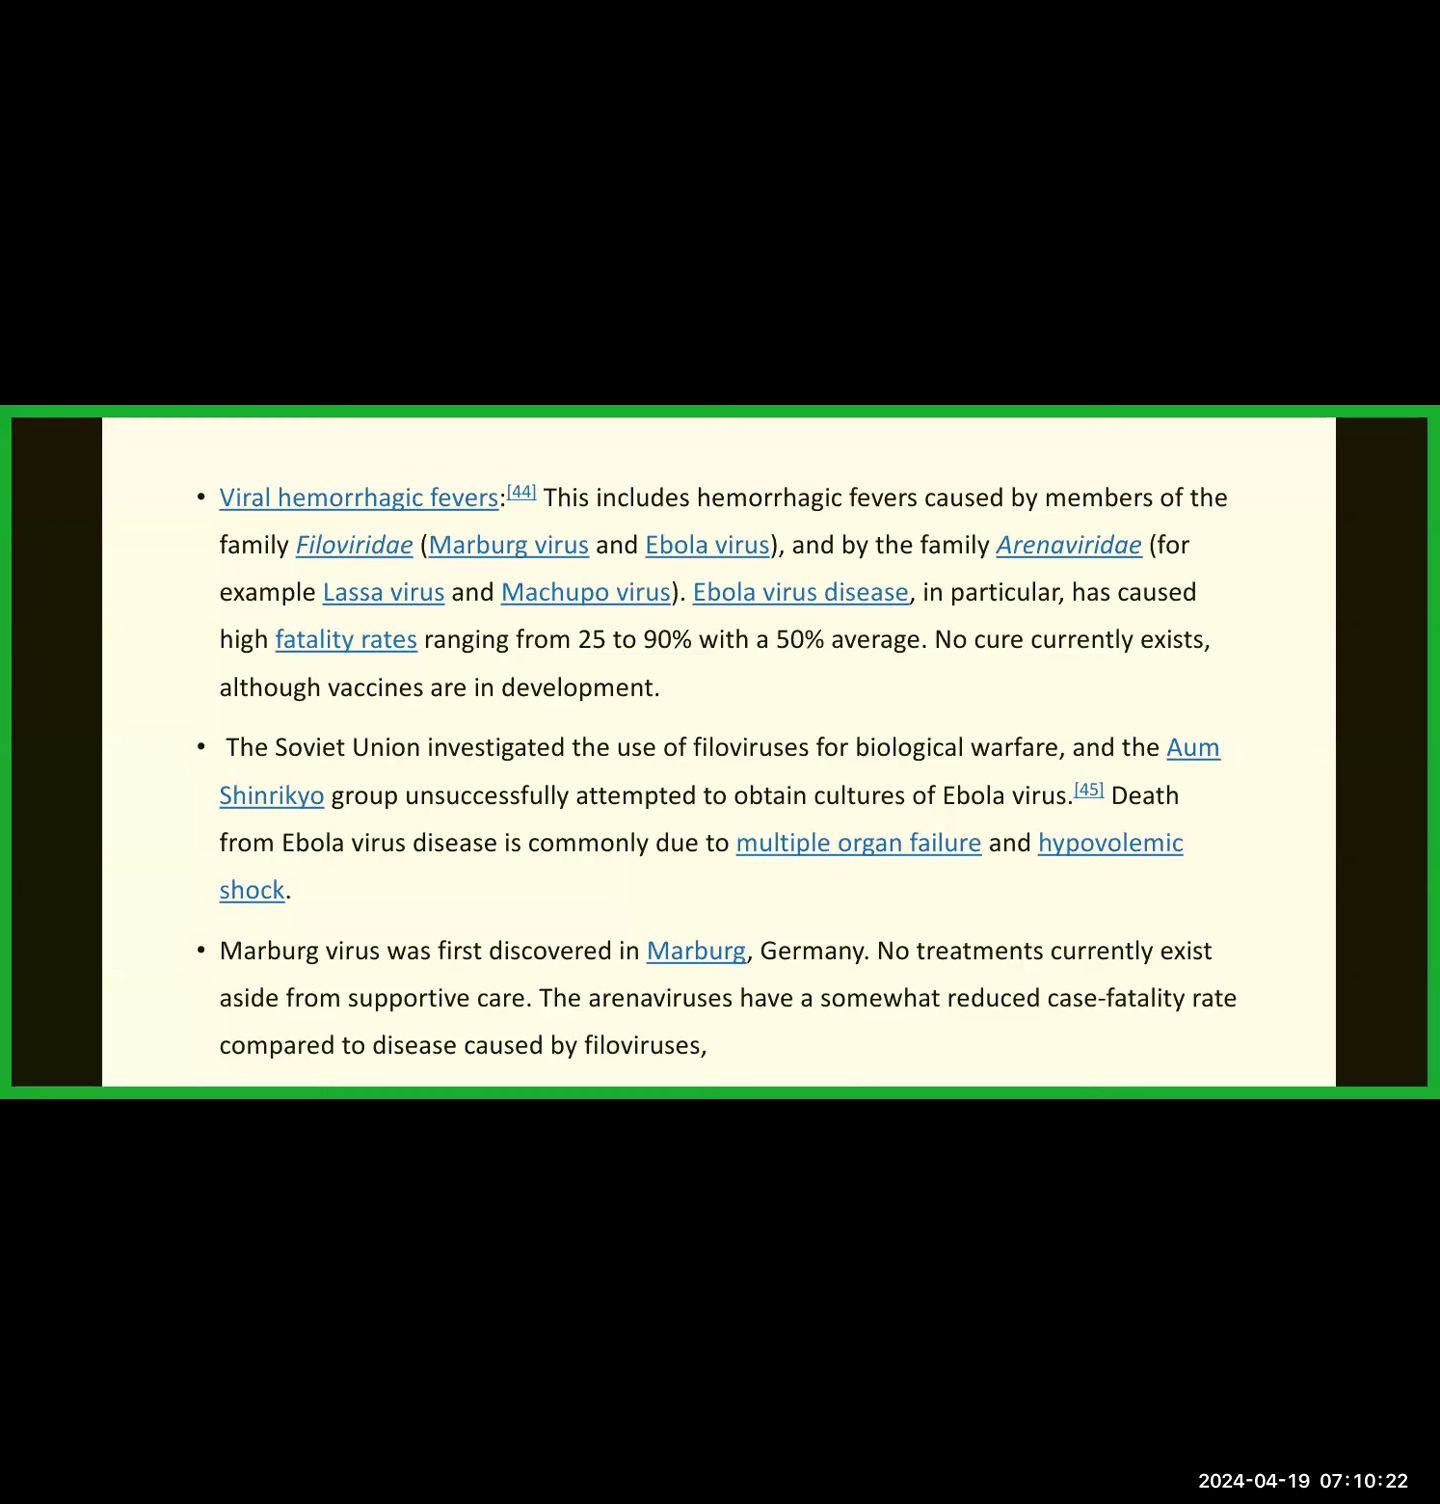 • Viral hemorrhagic fevers:[44] This includes hemorrhagic fevers caused by members of the
family Filoviridae (Marburg virus and Ebola virus), and by the family Arenaviridae (for
example Lassa virus and Machupo virus). Ebola virus disease, in particular, has caused
high fatality rates ranging from 25 to 90% with a 50% average. No cure currently exists,
although vaccines are in development.
• The Soviet Union investigated the use of filoviruses for biological warfare, and the Aum
Shinrikyo group unsuccessfully attempted to obtain cultures of Ebola virus.[45] Death
from Ebola virus disease is commonly due to multiple organ failure and hypovolemic
shock.
• Marburg virus was first discovered in Marburg, Germany. No treatments currently exist
aside from supportive care. The arenaviruses have a somewhat reduced case-fatality rate
compared to disease caused by filoviruses,
2024-04-19 07:10:22